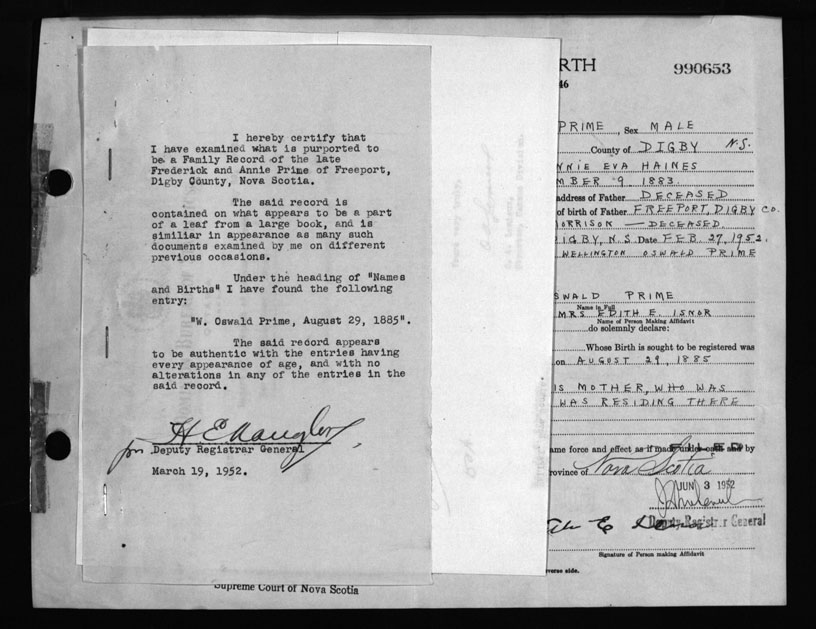 I hereby certify that
I have examined what is purported to
be a Family Record of the late
Frederick and Annie Prime of Freeport,
Digby County, Nova Scotia.
The said record is
contained on what appears to be a part
of a leaf from a large book, and is
similiar in appearance as many such
documents examined by me on different
previous occasions.
Under the heading of "Names
and Births" I have found the following
entry:
"W. Oswald Prime, August 29, 1885".
The said record appears
to be authentic with the entries having
every appearance of age, and with no
alterations in any of the entries in the
said record.
for Deputy Registrar General
March 19, 1952.
Supreme Court of Nova Scotia
RTH
990653
46
PRIME, Sex MALE
County of DIGBY N.S.
NNIE EVA HAINES
MBER 9 1883
address of Father DECEASED
of birth of Father FREEPORT, DIGBY CO.
ORRISON — DECEASED.
DIGBY, N.S. Date FEB. 27, 1952.
WELLINGTON OSWALD PRIME
SWALD PRIME
Name in Full
MRS EDITH E. ISNOR
Name of Person Making Affidavit
do solemnly declare:
Whose Birth is sought to be registered was
on AUGUST 29, 1885
IS MOTHER, WHO WAS
WAS RESIDING THERE
ame force and effect as if made under oath and by
rovince of Nova Scotia
JUN 3 1952
Deputy Registrar General
Signature of Person making Affidavit
everse side.